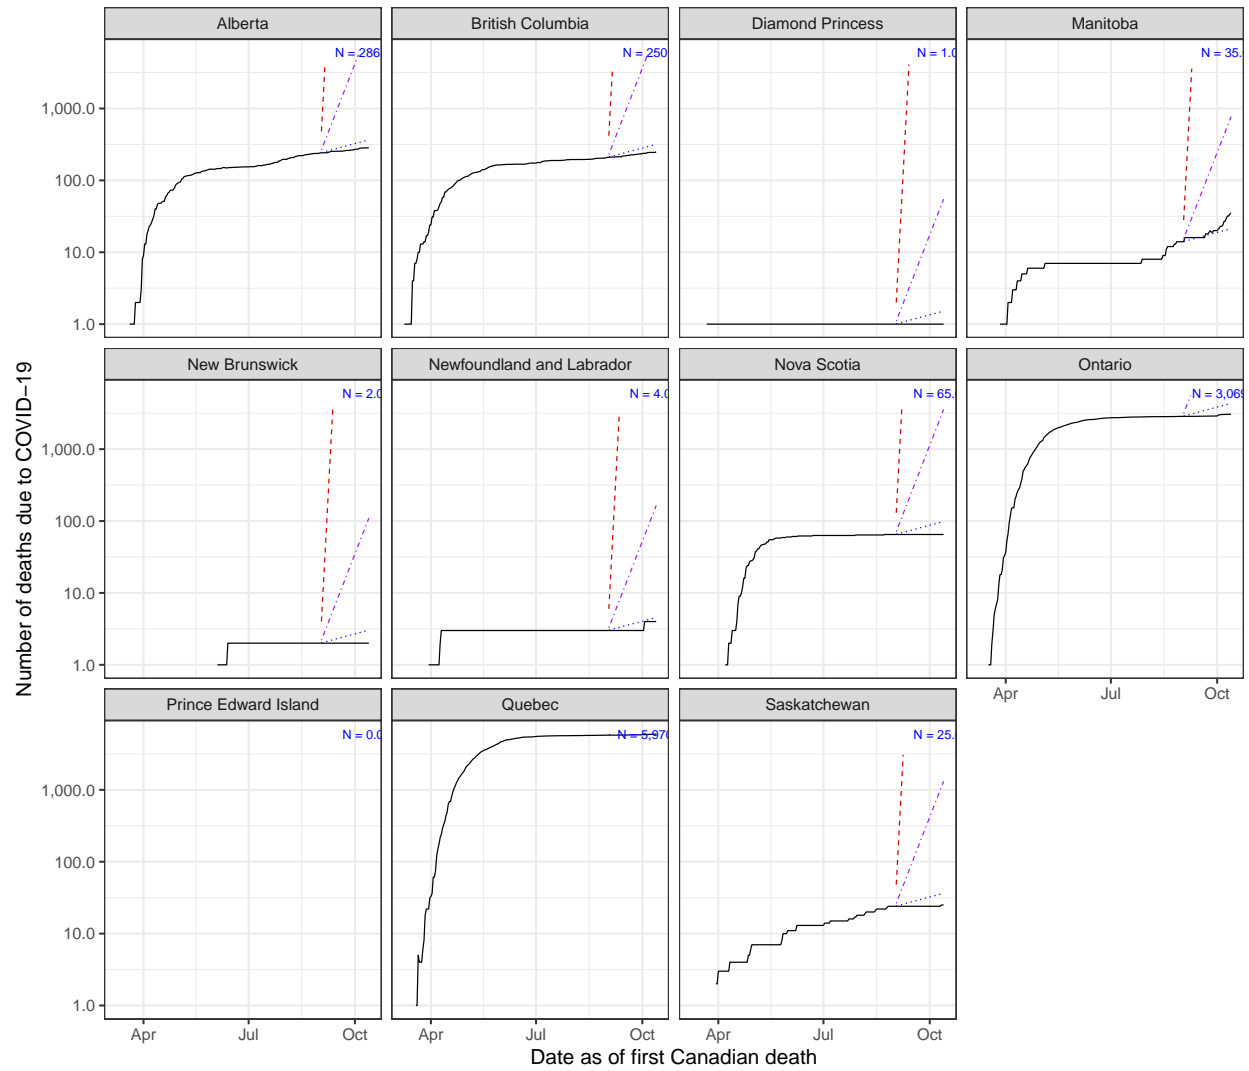 Alberta
British Columbia
Diamond Princess
Manitoba
N = 286
N = 250
N = 1.0
N = 35.
1,000.0
100.0
10.0
1.0
New Brunswick
Newfoundland and Labrador
Nova Scotia
Ontario
N = 2.0
N = 4.0
N = 65.
N = 3,069
1,000.0
100.0
10.0
1.0
Apr Jul Oct
Prince Edward Island
Quebec
Saskatchewan
N = 0.0
N = 5,970
N = 25.
1,000.0
100.0
10.0
1.0
Apr Jul Oct
Apr Jul Oct
Apr Jul Oct
Number of deaths due to COVID−19
Date as of first Canadian death